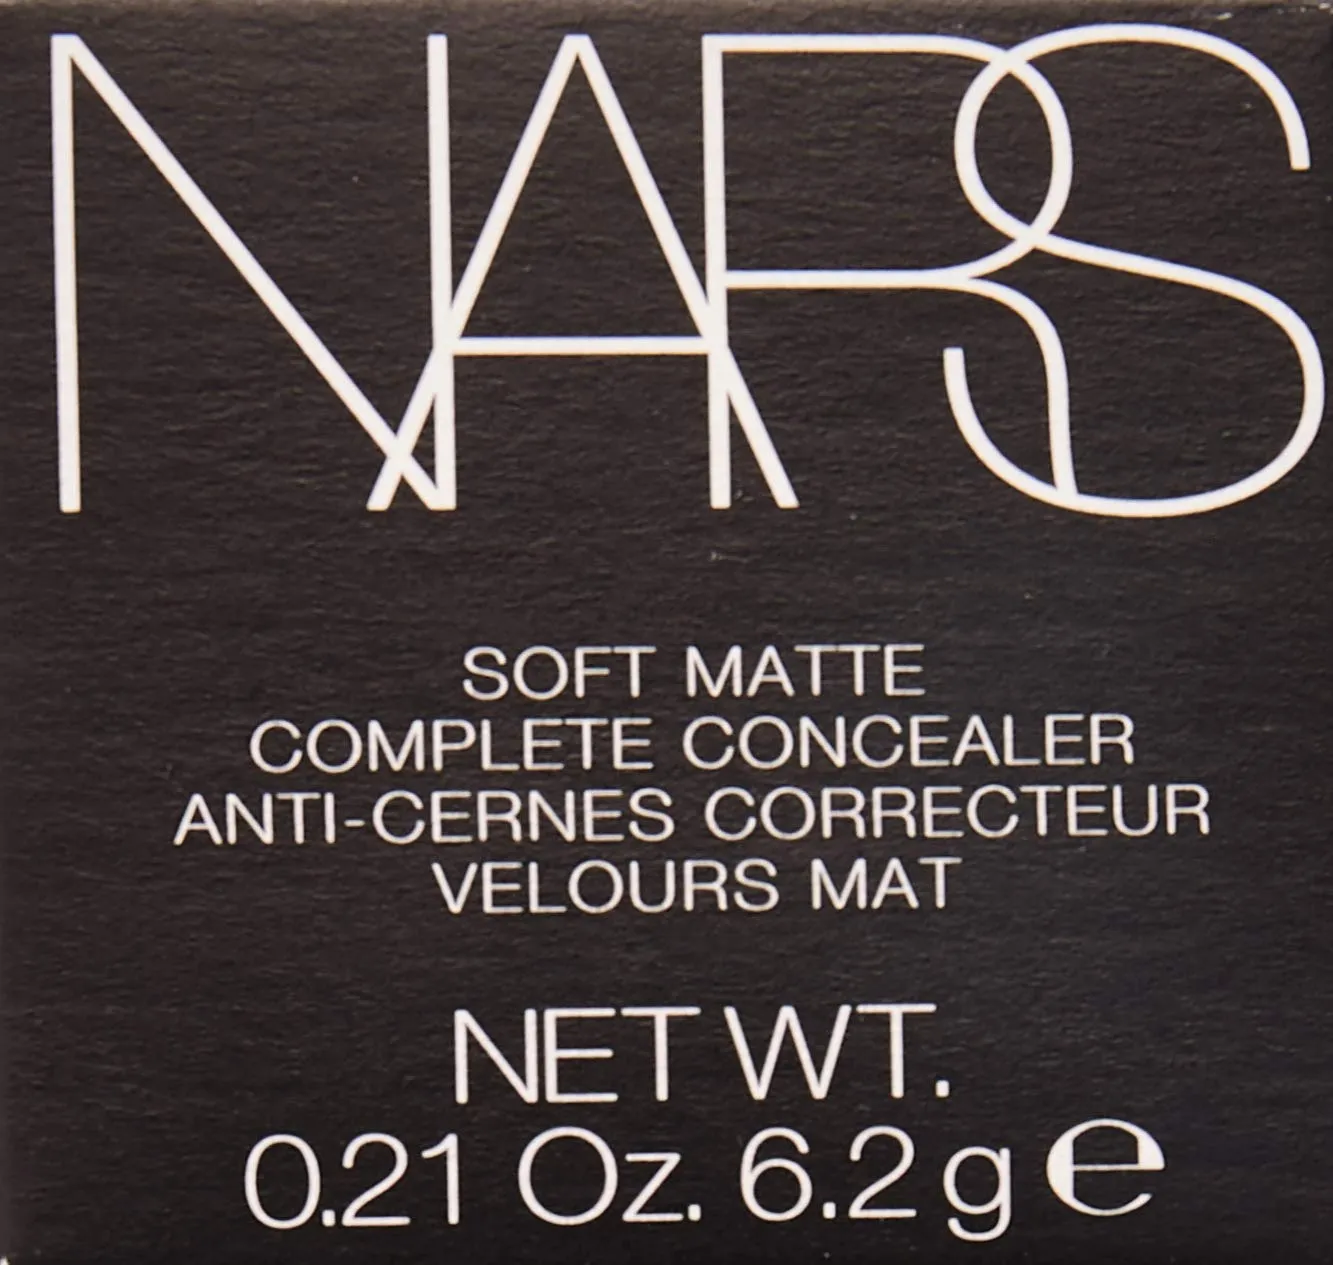 NARS
SOFT MATTE
COMPLETE CONCEALER
ANTI-CERNES CORRECTEUR
VELOURS MAT
NET WT.
0.21 Oz. 6.2 g e